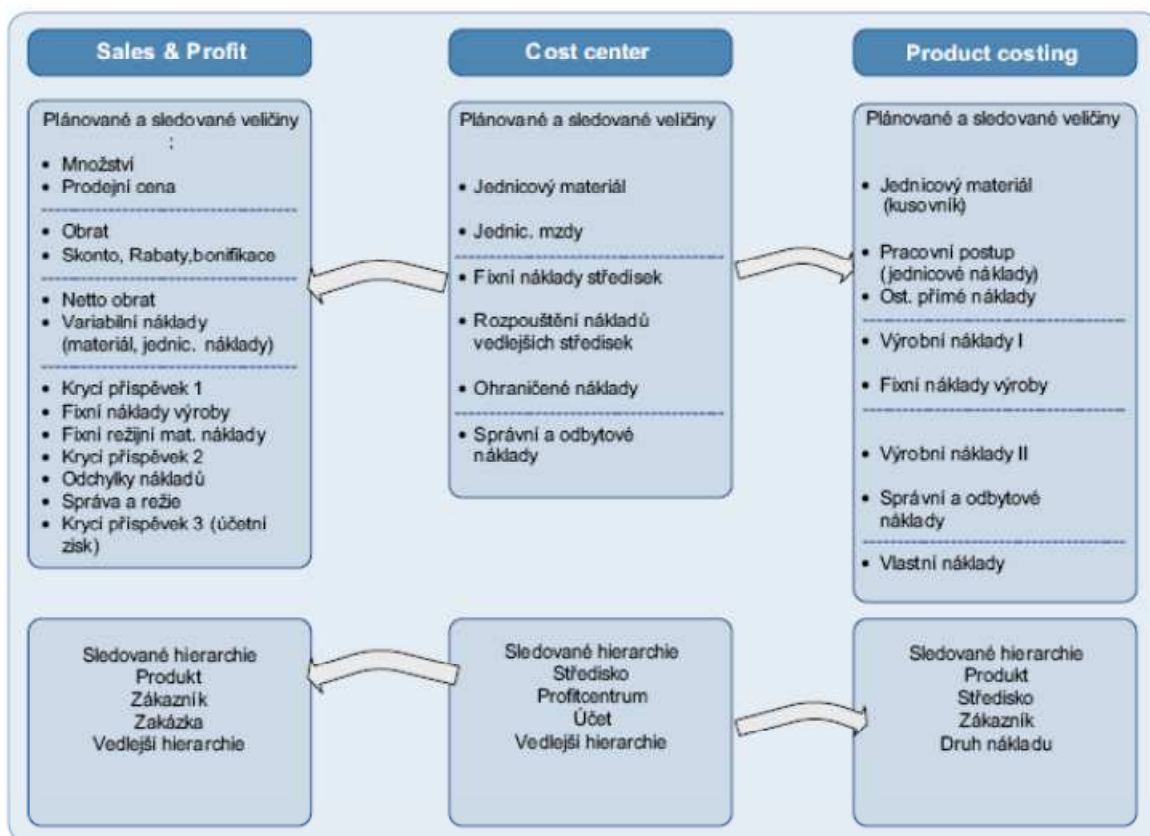 Sales & Profit
Plánované a sledované veličiny
:
• Množství
• Prodejní cena
• Obrat
• Skonto, Rabaty,bonifikace
• Netto obrat
• Variabilní náklady
(materiál, jednic. náklady)
• Krycí příspěvek 1
• Fixní náklady výroby
• Fixní režijní mat. náklady
• Krycí příspěvek 2
• Odchylky nákladů
• Správa a režie
• Krycí příspěvek 3 (účetní
zisk)
Sledované hierarchie
Produkt
Zákazník
Zakázka
Vedlejší hierarchie
Cost center
Plánované a sledované veličiny
• Jednicový materiál
• Jednic. mzdy
• Fixní náklady středisek
• Rozpouštění nákladů
vedlejších středisek
• Ohraničené náklady
• Správní a odbytové
náklady
Sledované hierarchie
Středisko
Profitcentrum
Účet
Vedlejší hierarchie
Product costing
Plánované a sledované veličiny
• Jednicový materiál
(kusovník)
• Pracovní postup
(jednicové náklady)
• Ost. přímé náklady
• Výrobní náklady I
• Fixní náklady výroby
• Výrobní náklady II
• Správní a odbytové
náklady
• Vlastní náklady
Sledované hierarchie
Produkt
Středisko
Zákazník
Druh nákladu